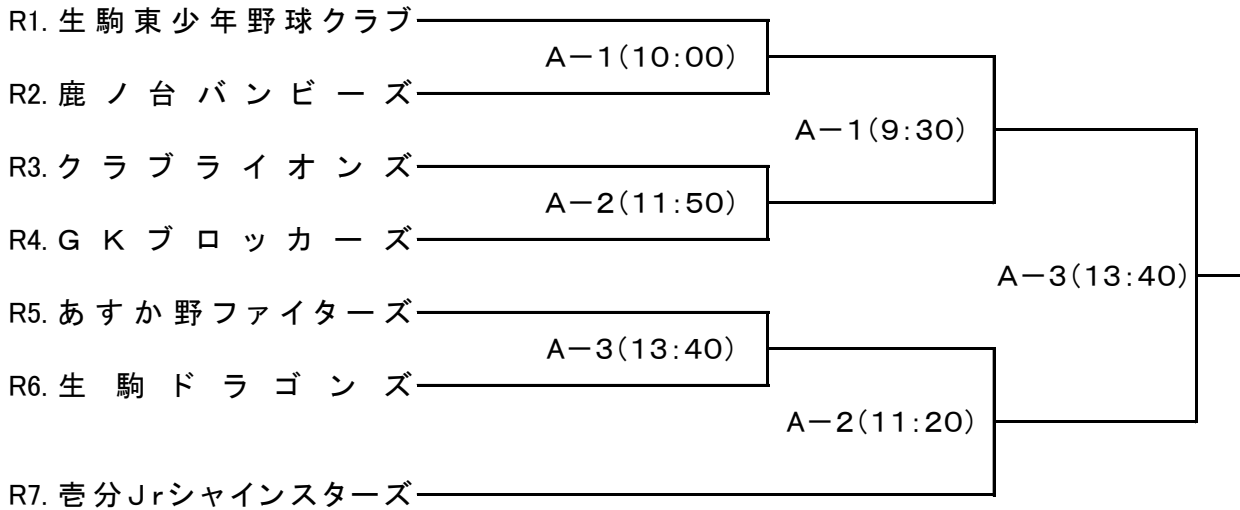 R1. 生駒東少年野球クラブ
A－1(10:00)
R2. 鹿ノ台バンビーズ
A－1(9:30)
R3. クラブライオンズ
A－2(11:50)
R4. GKブロッカーズ
A－3(13:40)
R5. あすか野ファイターズ
A－3(13:40)
R6. 生駒ドラゴンズ
A－2(11:20)
R7. 壱分Jrシャインスターズ